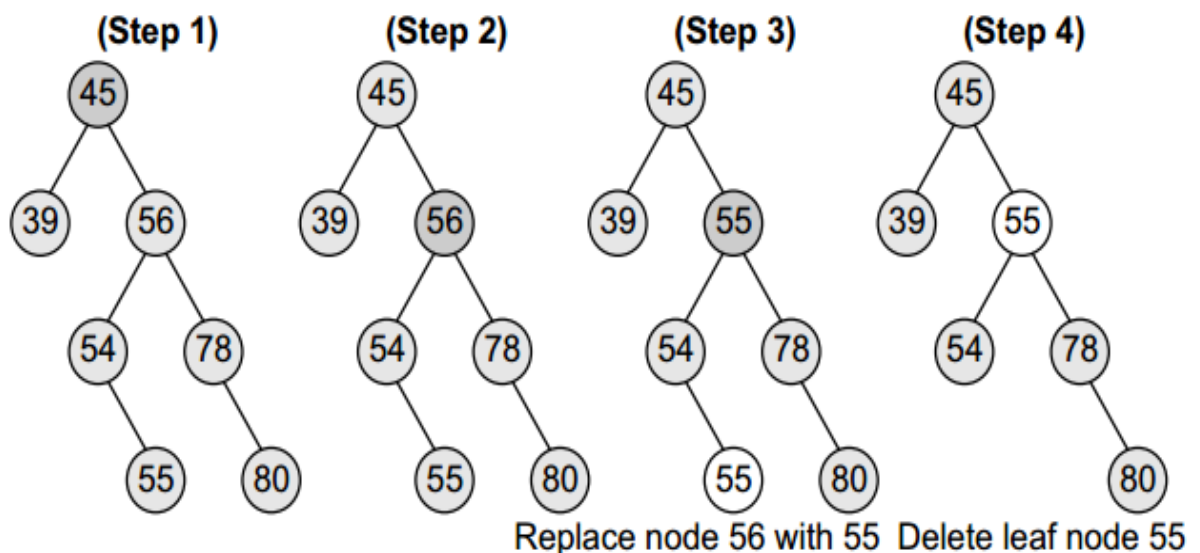 (Step 1) (Step 2) (Step 3) (Step 4)
45 45 45 45
39 56 39 56 39 55 39 55
54 78 54 78 54 78 54 78
55 80 55 80 55 80 80
Replace node 56 with 55 Delete leaf node 55